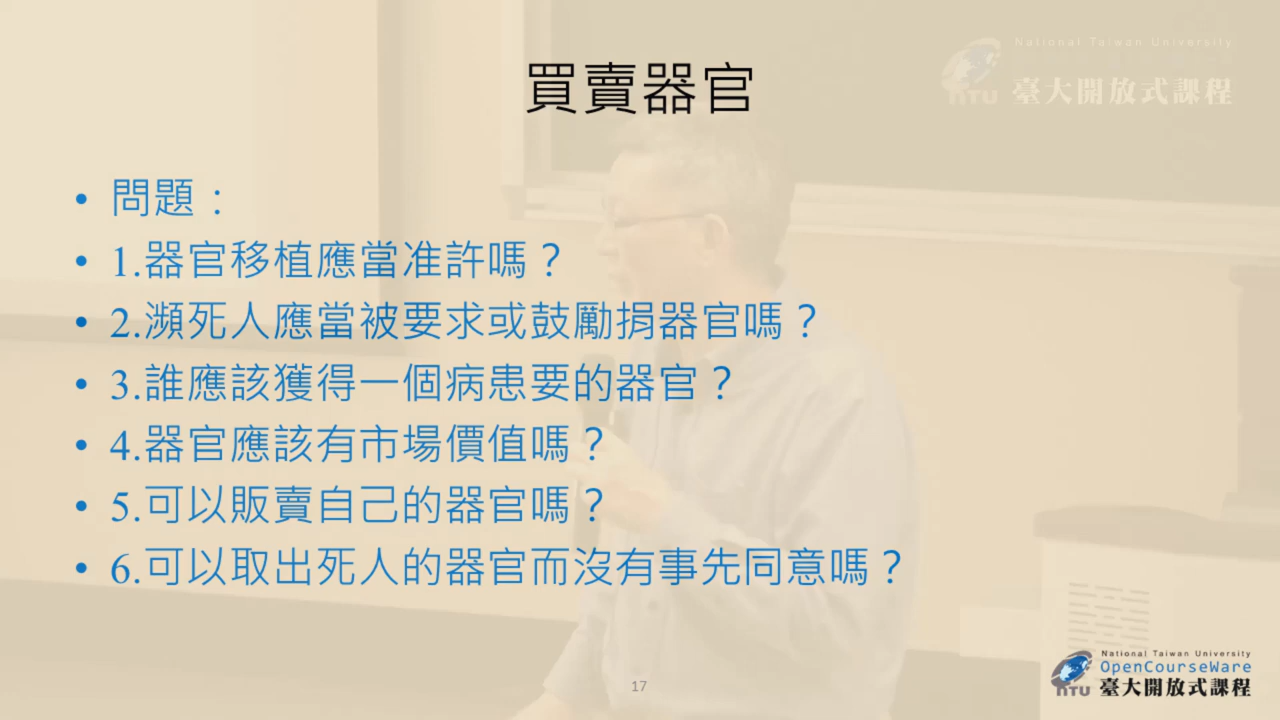 National Taiwan University
臺大開放式課程
買賣器官
• 問題：
• 1.器官移植應當准許嗎？
• 2.瀕死人應當被要求或鼓勵捐器官嗎？
• 3.誰應該獲得一個病患要的器官？
• 4.器官應該有市場價值嗎？
• 5.可以販賣自己的器官嗎？
• 6.可以取出死人的器官而沒有事先同意嗎？
17
National Taiwan University
OpenCourseWare
NTU 臺大開放式課程